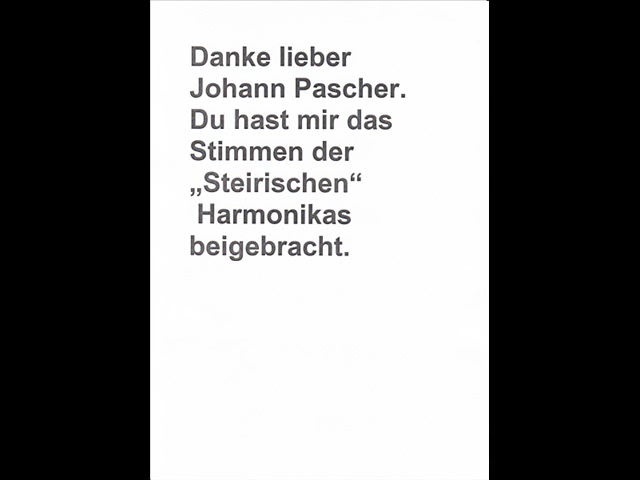 Danke lieber
Johann Pascher.
Du hast mir das
Stimmen der
„Steirischen“
Harmonikas
beigebracht.